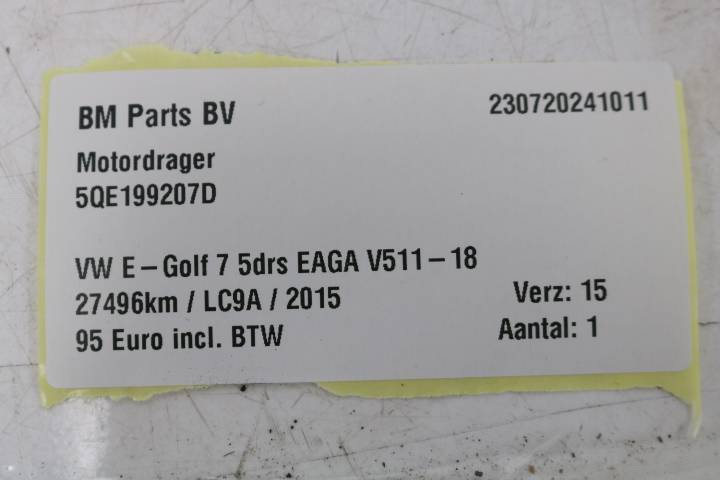 BM Parts BV 230720241011
Motordrager
5QE199207D
VW E-Golf 7 5drs EAGA V511-18
27496km / LC9A / 2015 Verz: 15
95 Euro incl. BTW Aantal: 1